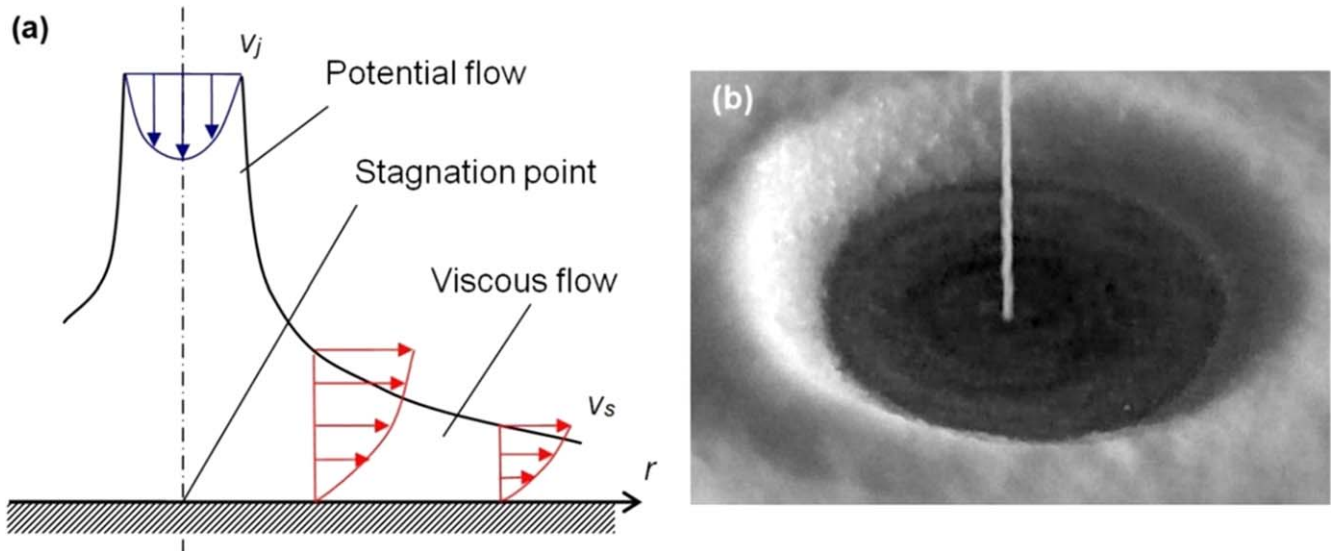 (a)
Vj
Potential flow
Stagnation point
Viscous flow
Vs
r
(b)